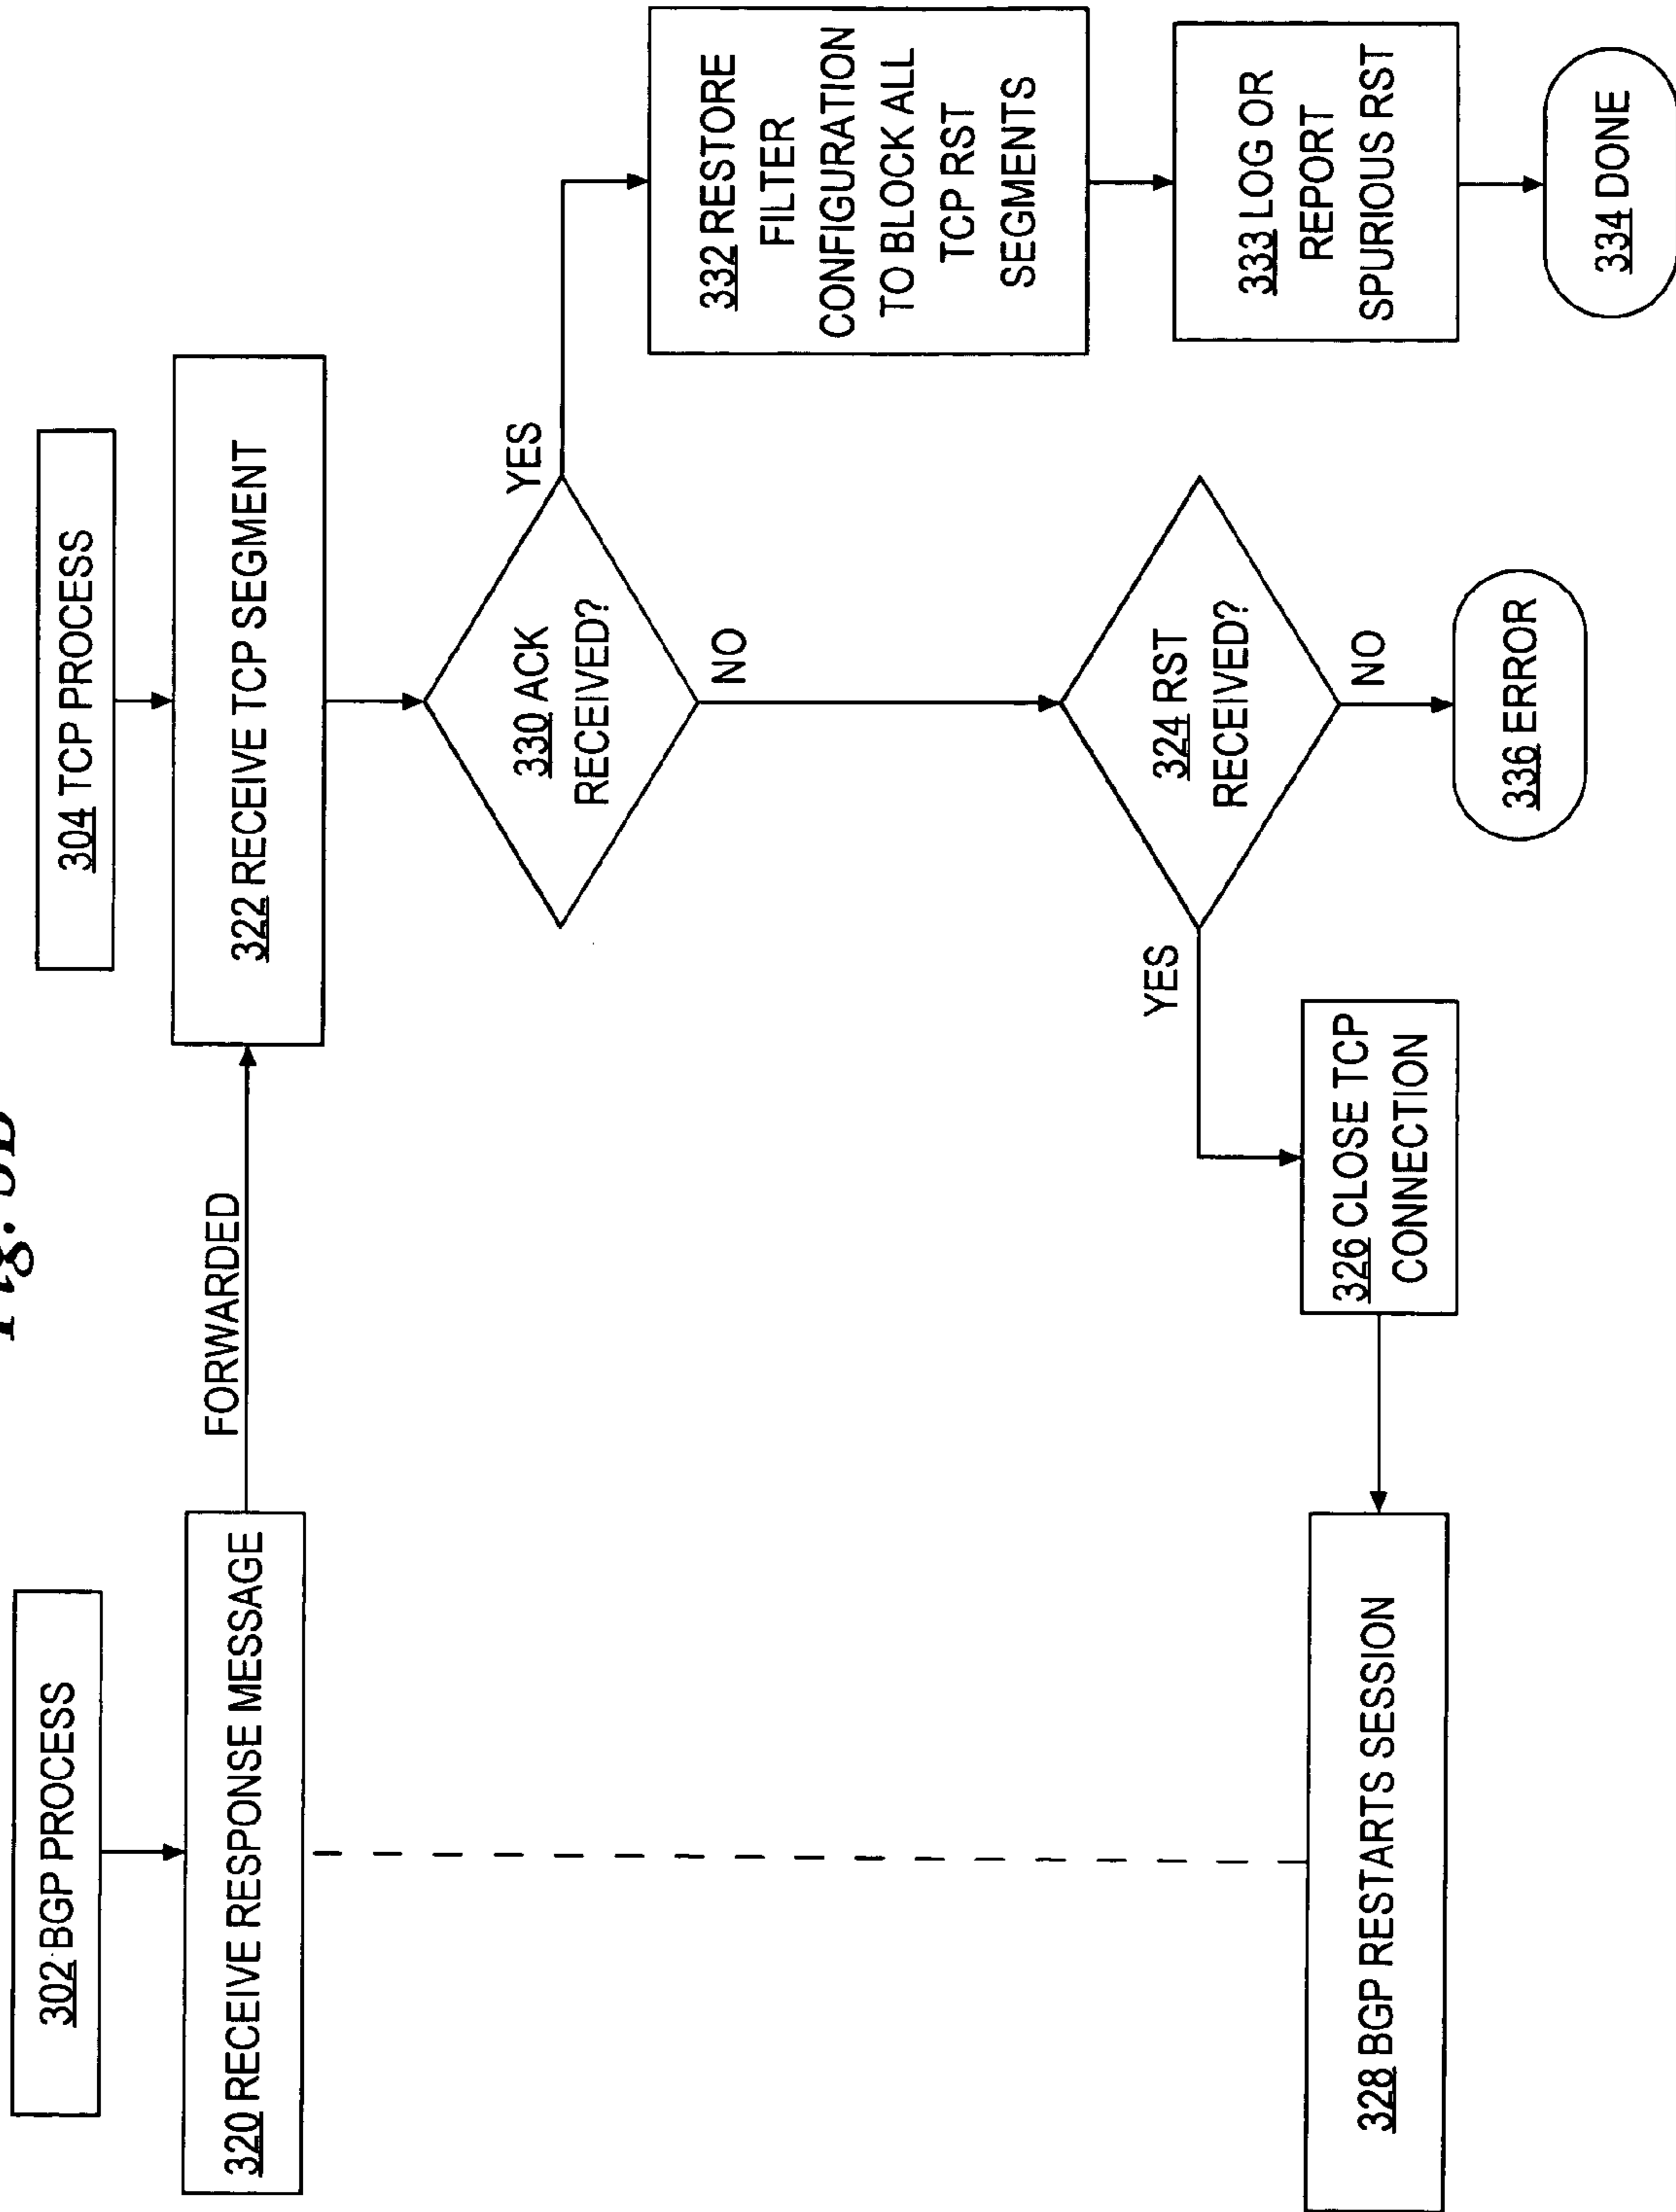 302 BGP PROCESS
304 TCP PROCESS
320 RECEIVE RESPONSE MESSAGE
FORWARDED
322 RECEIVE TCP SEGMENT
330 ACK
RECEIVED?
YES
NO
332 RESTORE
FILTER
CONFIGURATION
TO BLOCK ALL
TCP RST
SEGMENTS
333 LOG OR
REPORT
SPURIOUS RST
334 DONE
324 RST
RECEIVED?
YES
NO
336 ERROR
326 CLOSE TCP
CONNECTION
328 BGP RESTARTS SESSION